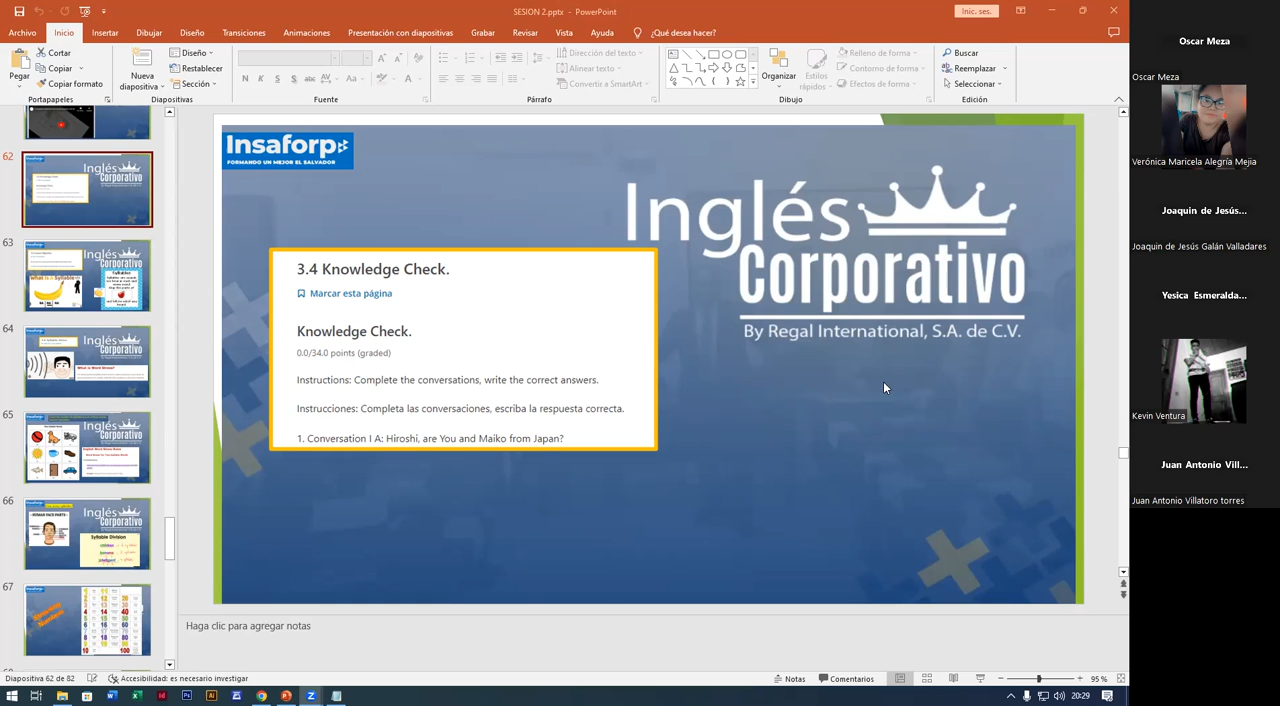 SESION 2.pptx - PowerPoint
Inic. ses.
Archivo Inicio Insertar Dibujar Diseño Transiciones Animaciones Presentación con diapositivas Grabar Revisar Vista Ayuda ¿Qué desea hacer?
Pegar
Cortar
Copiar
Copiar formato
Portapapeles
Nueva diapositiva
Diseño
Restablecer
Sección
Diapositivas
Fuente
Dirección del texto
Alinear texto
Convertir a SmartArt
Párrafo
Organizar
Estilos rápidos
Relleno de forma
Contorno de forma
Efectos de forma
Dibujo
Buscar
Reemplazar
Seleccionar
Edición
62
63
64
65
66
67
Insaforp
FORMANDO UN MEJOR EL SALVADOR
Inglés
Corporativo
By Regal International, S.A. de C.V.
3.4 Knowledge Check.
Marcar esta página
Knowledge Check.
0.0/34.0 points (graded)
Instructions: Complete the conversations, write the correct answers.
Instrucciones: Completa las conversaciones, escriba la respuesta correcta.
1. Conversation I A: Hiroshi, are You and Maiko from Japan?
Haga clic para agregar notas
Diapositiva 62 de 82
Accesibilidad: es necesario investigar
Notas
Comentarios
95 %
20:29
Oscar Meza
Oscar Meza
Verónica Maricela Alegría Mejia
Joaquin de Jesús...
Joaquin de Jesús Galán Valladares
Yesica Esmeralda...
Kevin Ventura
Juan Antonio Vill...
Juan Antonio Villatoro torres